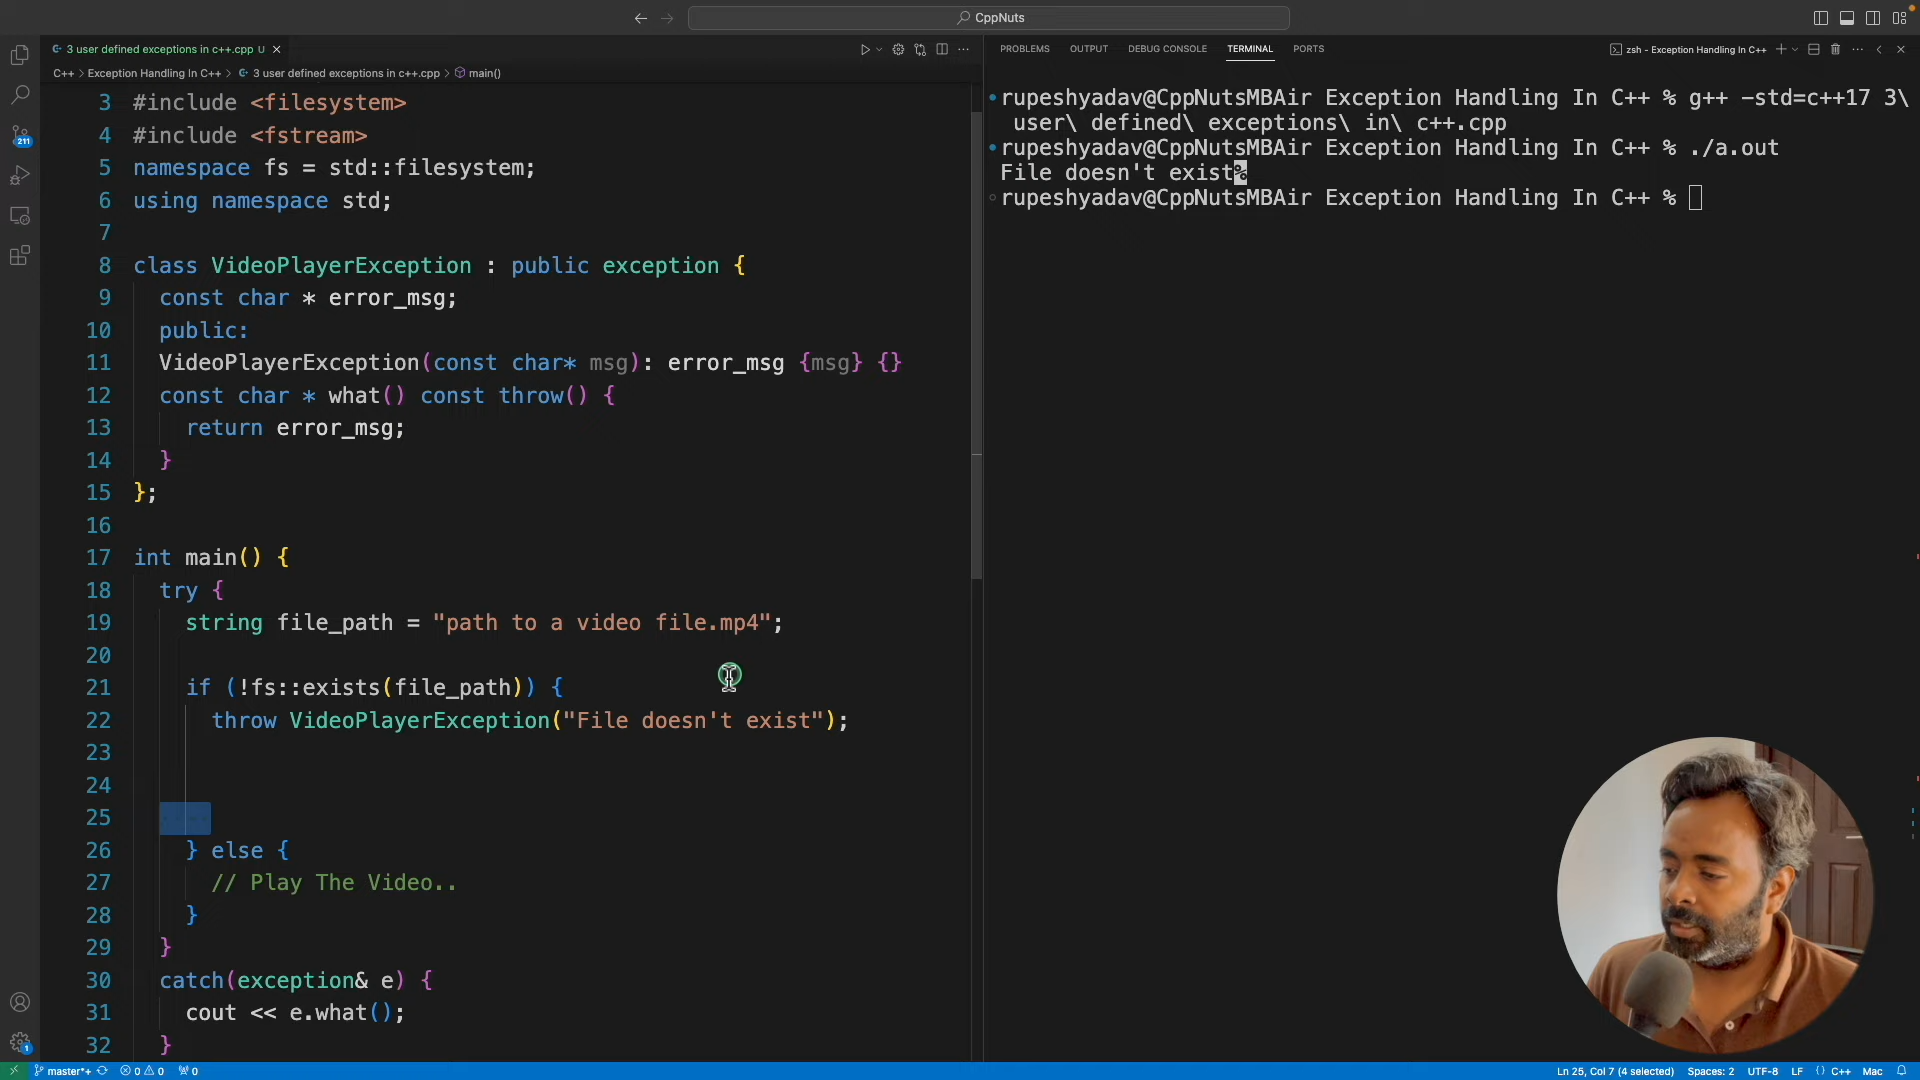 CppNuts
3 user defined exceptions in c++.cpp U
C++ > Exception Handling In C++ > 3 user defined exceptions in c++.cpp > main()
3 #include <filesystem>
4 #include <fstream>
5 namespace fs = std::filesystem;
6 using namespace std;
7
8 class VideoPlayerException : public exception {
9 const char * error_msg;
10 public:
11 VideoPlayerException(const char* msg): error_msg {msg} {}
12 const char * what() const throw() {
13 return error_msg;
14 }
15 };
16
17 int main() {
18 try {
19 string file_path = "path to a video file.mp4";
20
21 if (!fs::exists(file_path)) {
22 throw VideoPlayerException("File doesn't exist");
23
24
25
26 } else {
27 // Play The Video..
28 }
29 }
30 catch(exception& e) {
31 cout << e.what();
32 }
PROBLEMS OUTPUT DEBUG CONSOLE TERMINAL PORTS
zsh - Exception Handling In C++
rupeshyadav@CppNutsMBAir Exception Handling In C++ % g++ -std=c++17 3\
user\ defined\ exceptions\ in\ c++.cpp
rupeshyadav@CppNutsMBAir Exception Handling In C++ % ./a.out
File doesn't exist%
rupeshyadav@CppNutsMBAir Exception Handling In C++ %
211
1
master*+ 0 0 0
Ln 25, Col 7 (4 selected) Spaces: 2 UTF-8 LF {} C++ Mac